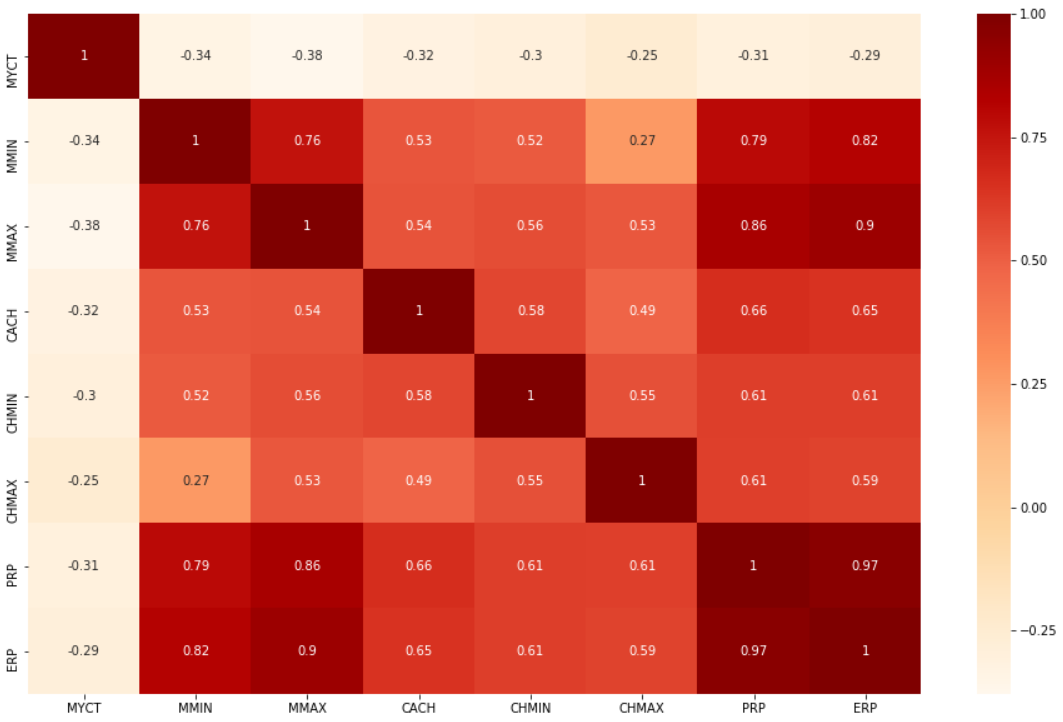 MYCT 1 -0.34 -0.38 -0.32 -0.3 -0.25 -0.31 -0.29
MMIN -0.34 1 0.76 0.53 0.52 0.27 0.79 0.82
MMAX -0.38 0.76 1 0.54 0.56 0.53 0.86 0.9
CACH -0.32 0.53 0.54 1 0.58 0.49 0.66 0.65
CHMIN -0.3 0.52 0.56 0.58 1 0.55 0.61 0.61
CHMAX -0.25 0.27 0.53 0.49 0.55 1 0.61 0.59
PRP -0.31 0.79 0.86 0.66 0.61 0.61 1 0.97
ERP -0.29 0.82 0.9 0.65 0.61 0.59 0.97 1
MYCT MMIN MMAX CACH CHMIN CHMAX PRP ERP
1.00
0.75
0.50
0.25
0.00
−0.25